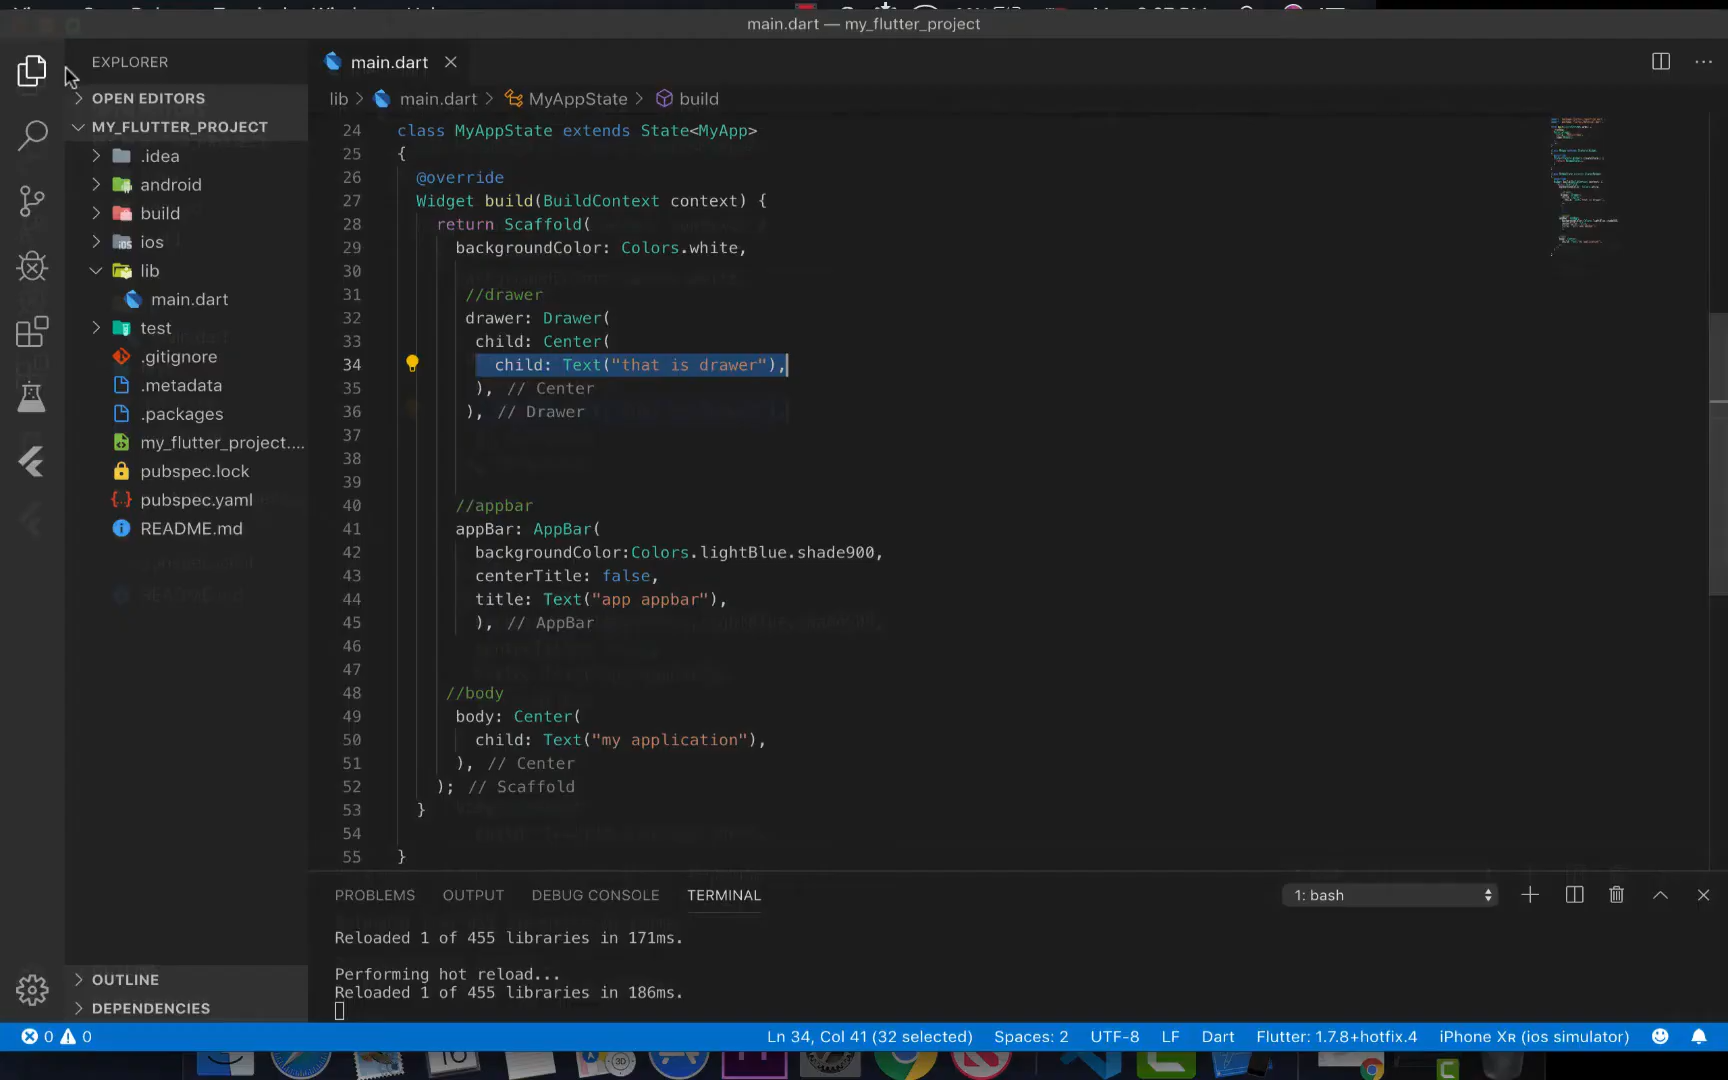 main.dart — my_flutter_project
EXPLORER
OPEN EDITORS
MY_FLUTTER_PROJECT
.idea
android
build
ios
lib
main.dart
test
.gitignore
.metadata
.packages
my_flutter_project....
pubspec.lock
pubspec.yaml
README.md
OUTLINE
DEPENDENCIES
main.dart
lib > main.dart > MyAppState > build
24 class MyAppState extends State<MyApp>
25 {
26 @override
27 Widget build(BuildContext context) {
28 return Scaffold(
29 backgroundColor: Colors.white,
30
31 //drawer
32 drawer: Drawer(
33 child: Center(
34 child: Text("that is drawer"),
35 ), // Center
36 ), // Drawer
37
38
39
40 //appbar
41 appBar: AppBar(
42 backgroundColor:Colors.lightBlue.shade900,
43 centerTitle: false,
44 title: Text("app appbar"),
45 ), // AppBar
46
47
48 //body
49 body: Center(
50 child: Text("my application"),
51 ), // Center
52 ); // Scaffold
53 }
54
55 }
PROBLEMS OUTPUT DEBUG CONSOLE TERMINAL 1: bash
Reloaded 1 of 455 libraries in 171ms.
Performing hot reload...
Reloaded 1 of 455 libraries in 186ms.
0 0 Ln 34, Col 41 (32 selected) Spaces: 2 UTF-8 LF Dart Flutter: 1.7.8+hotfix.4 iPhone Xʀ (ios simulator)